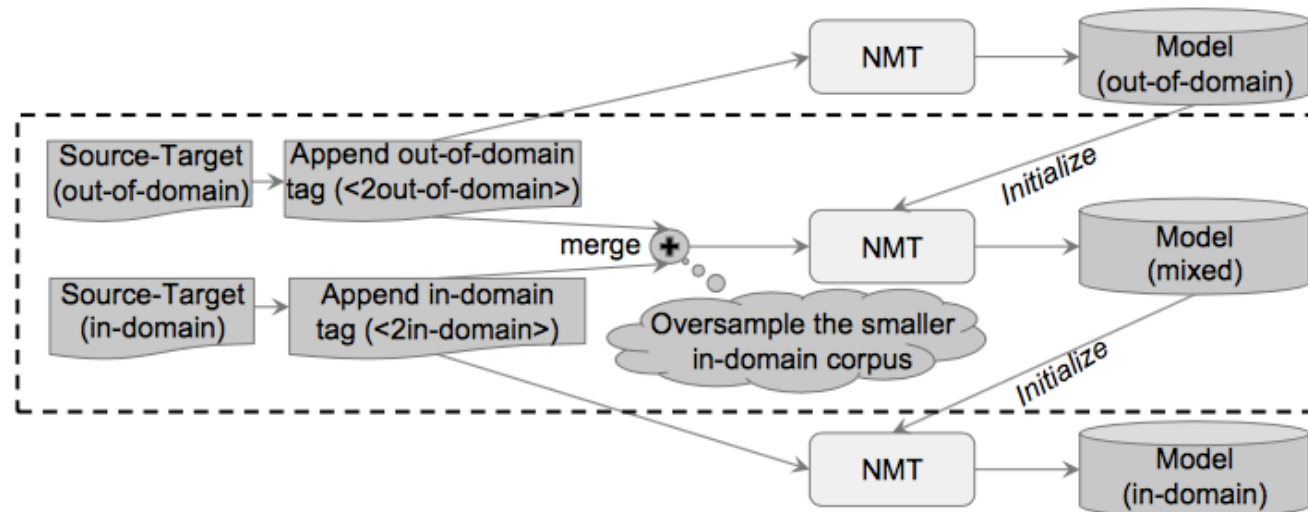 NMT
Model
(out-of-domain)
Source-Target
(out-of-domain)
Append out-of-domain
tag (<2out-of-domain>)
Initialize
merge
+
NMT
Model
(mixed)
Source-Target
(in-domain)
Append in-domain
tag (<2in-domain>)
Oversample the smaller
in-domain corpus
Initialize
NMT
Model
(in-domain)